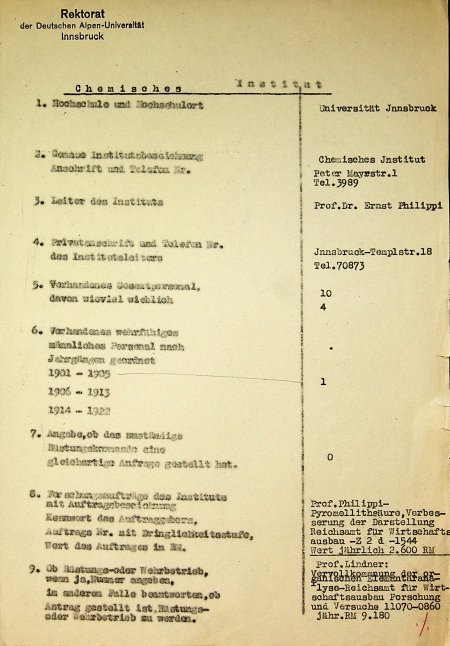 Rektorat
der Deutschen Alpen-Universität
Innsbruck
Chemisches Institut
1. Hochschule und Hochschulort
Universität Jnnsbruck
2. Genaue Institutsbezeichnung
Anschrift und Telefon Nr.
Chemisches Jnstitut
Peter Mayrstr.1
Tel.3989
3. Leiter des Instituts
Prof.Dr. Ernst Philippi
4. Privatanschrift und Telefon Nr.
des Institutsleiters
Jnnsbruck-Templstr.18
Tel.70873
5. Vorhandenes Gesamtpersonal,
davon wieviel wieblich
10
4
6. Vorhandenes wehrfähiges
männliches Personal nach
Jahrgängen geordnet
1901 - 1905
1906 - 1913
1914 - 1922
1
7. Angabe,ob das zuständige
Rüstungskommando eine
gleichartige Anfrage gestellt hat.
0
8. Forschungsaufträge des Instituts
mit Auftragsbezeichnung
Kennwort des Auftraggebers,
Auftrags Nr. mit Dringlichkeitsstufe,
Wert des Auftrages in RM.
Prof.Philippi-
Pyromellithsäure,Verbes-
serung der Darstellung
Reichsamt für Wirtschafts
ausbau -Z 2 d -1544
Wert jährlich 2.600 RM
9. Ob Rüstungs-oder Wehrbetrieb,
wenn ja,Nummer angeben,
in anderen Falle beantworten,ob
Antrag gestellt ist,Rüstungs-
oder Wehrbetrieb zu werden.
Prof.Lindner:
Vervollkommnung der or-
ganischen Elementarana-
lyse-Reichsamt für Wirt-
schaftsausbau Forschung
und Versuche 11070-0860
jähr.RM 9.180